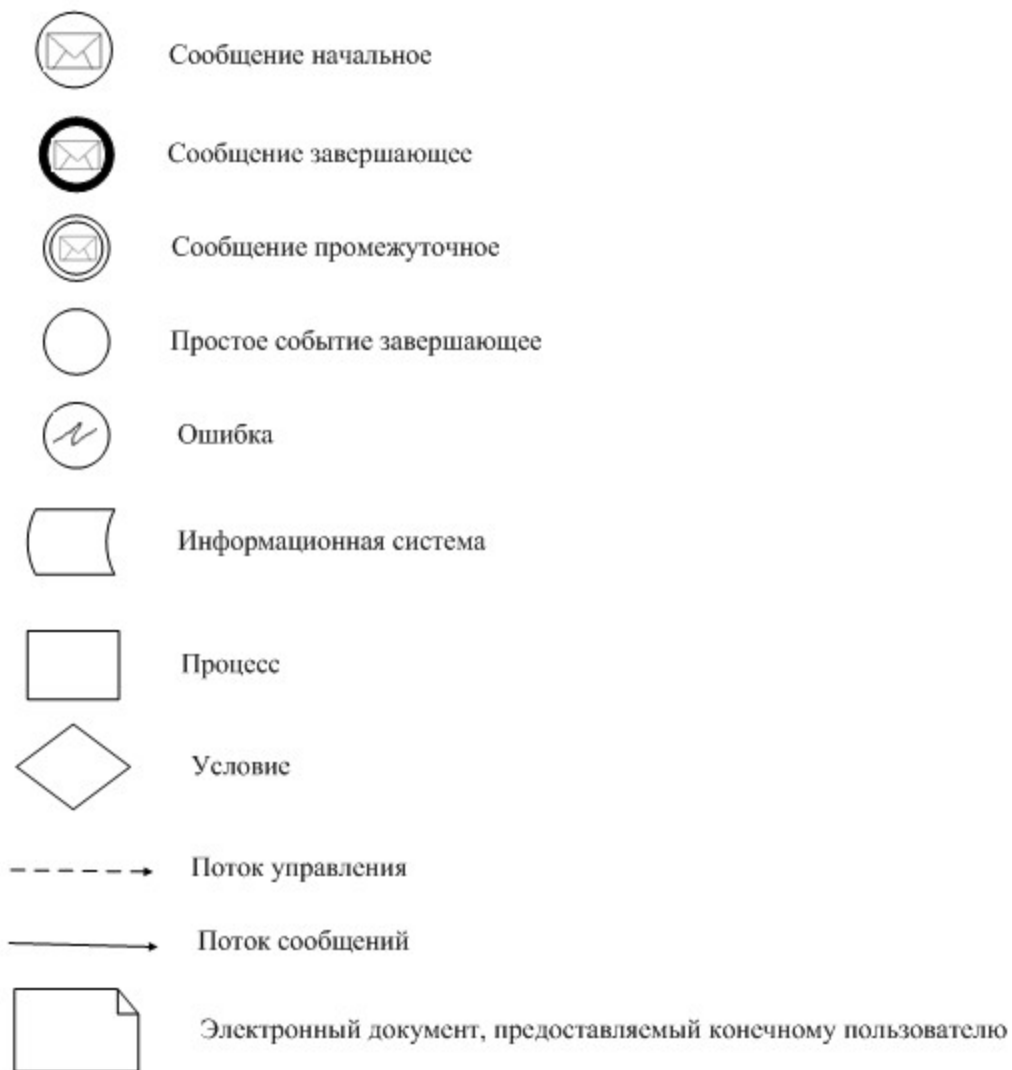 Сообщение начальное
Сообщение завершающее
Сообщение промежуточное
Простое событие завершающее
Ошибка
Информационная система
Процесс
Условие
Поток управления
Поток сообщений
Электронный документ, предоставляемый конечному пользователю